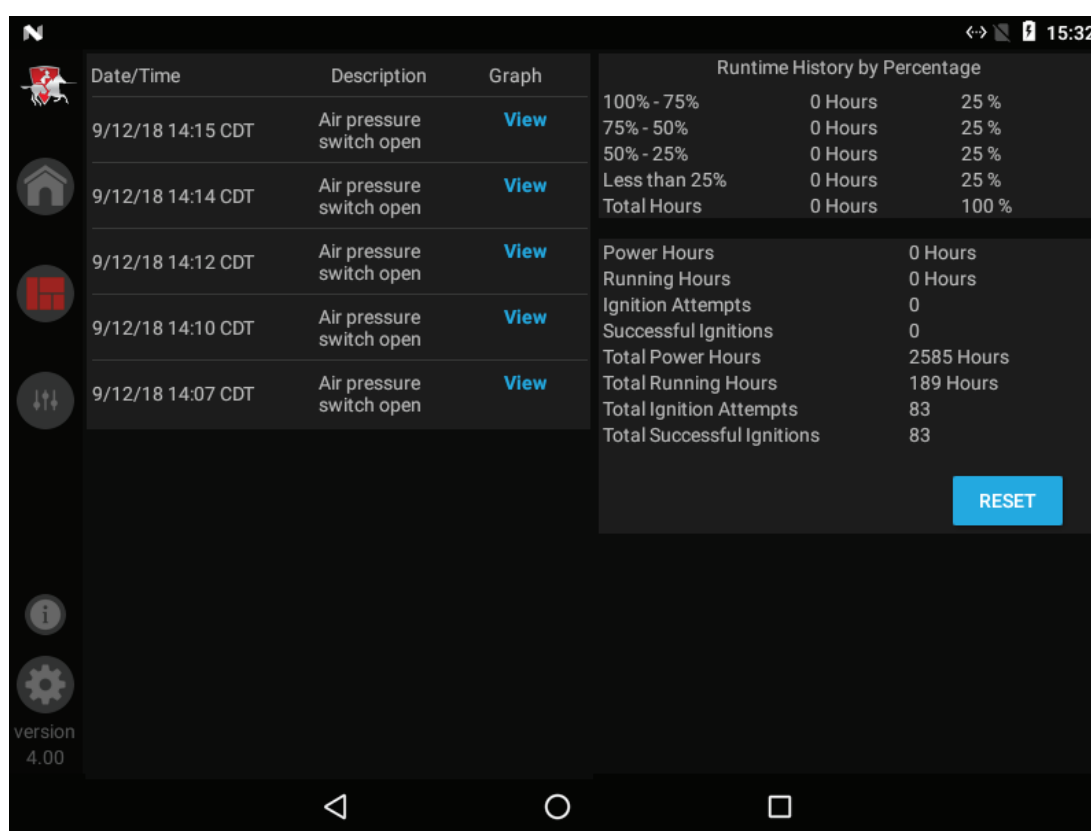 15:32
Date/Time Description Graph
9/12/18 14:15 CDT Air pressure switch open View
9/12/18 14:14 CDT Air pressure switch open View
9/12/18 14:12 CDT Air pressure switch open View
9/12/18 14:10 CDT Air pressure switch open View
9/12/18 14:07 CDT Air pressure switch open View
Runtime History by Percentage
100% - 75% 0 Hours 25 %
75% - 50% 0 Hours 25 %
50% - 25% 0 Hours 25 %
Less than 25% 0 Hours 25 %
Total Hours 0 Hours 100 %
Power Hours 0 Hours
Running Hours 0 Hours
Ignition Attempts 0
Successful Ignitions 0
Total Power Hours 2585 Hours
Total Running Hours 189 Hours
Total Ignition Attempts 83
Total Successful Ignitions 83
RESET
version
4.00